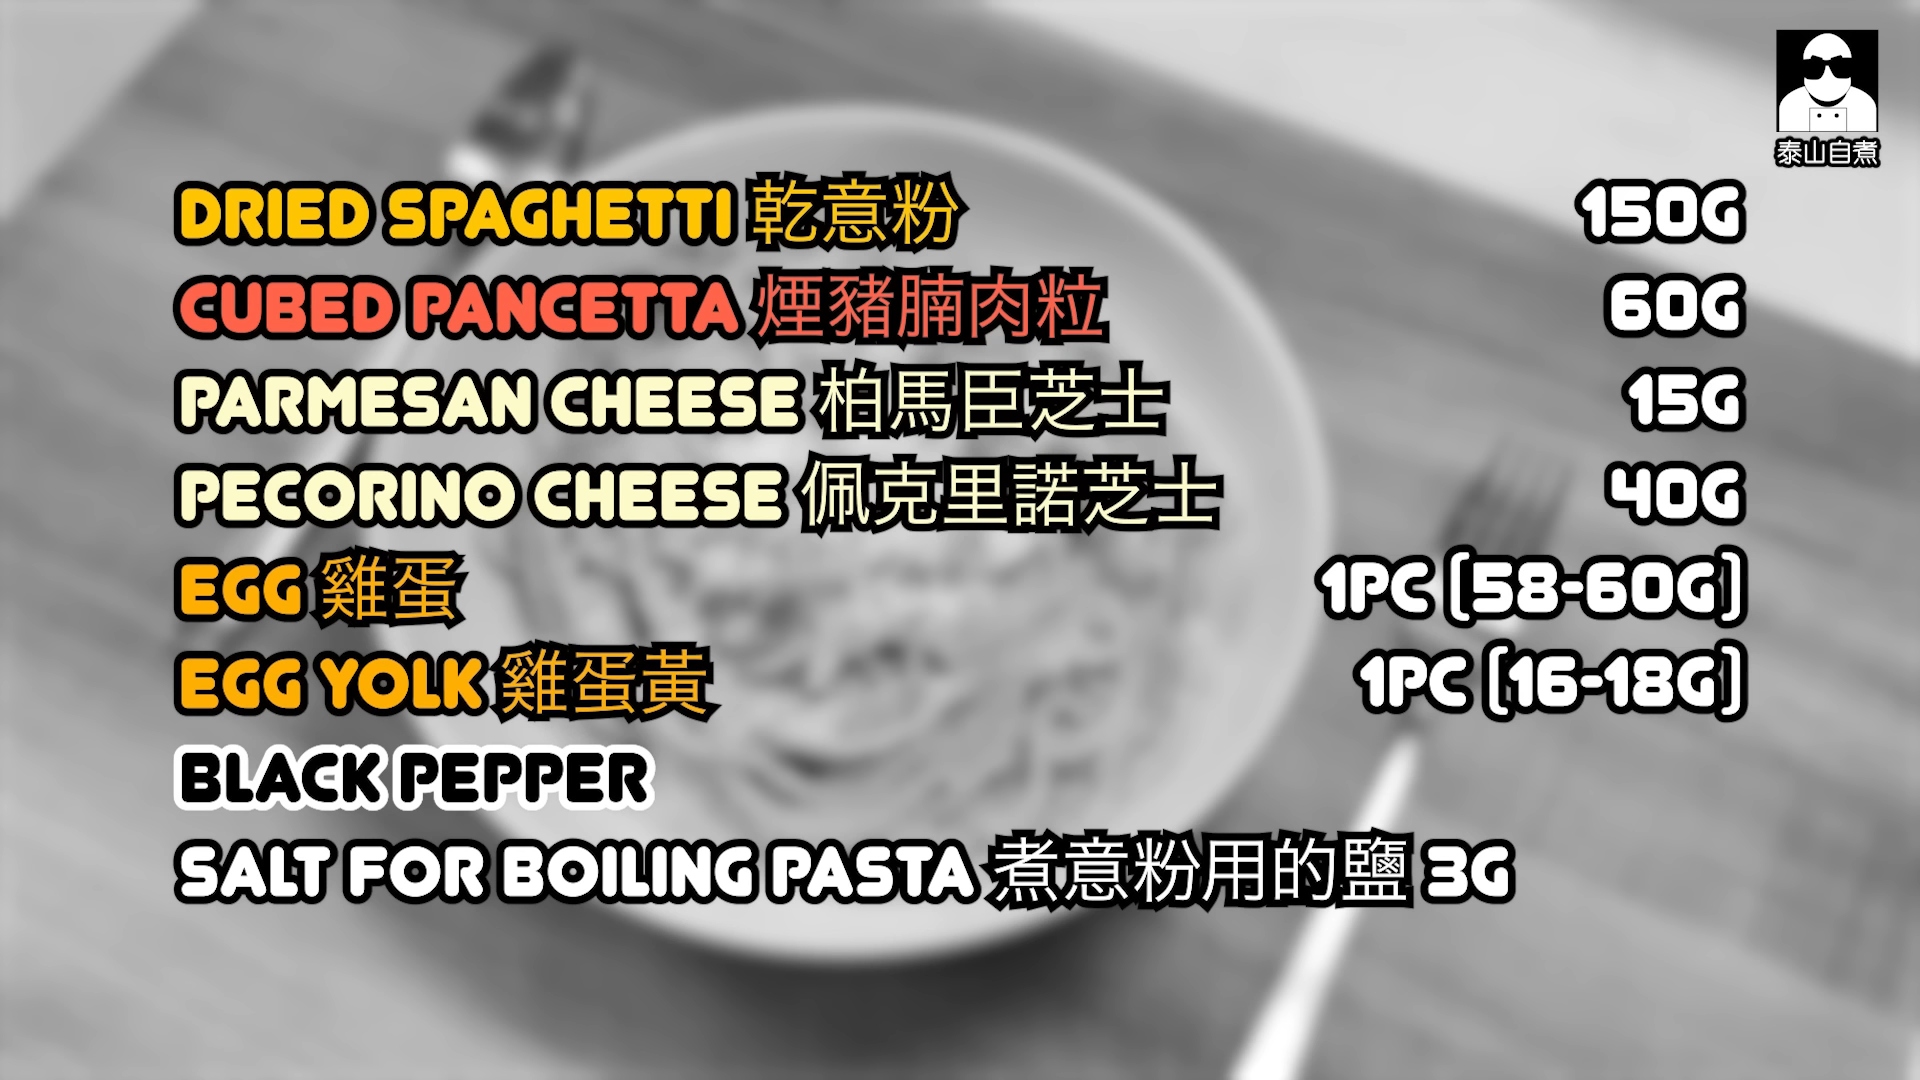 泰山自煮
DRIED SPAGHETTI 乾意粉 150G
CUBED PANCETTA 煙豬腩肉粒 60G
PARMESAN CHEESE 柏馬臣芝士 15G
PECORINO CHEESE 佩克里諾芝士 40G
EGG 雞蛋 1PC (58-60G)
EGG YOLK 雞蛋黃 1PC (16-18G)
BLACK PEPPER
SALT FOR BOILING PASTA 煮意粉用的鹽 3G